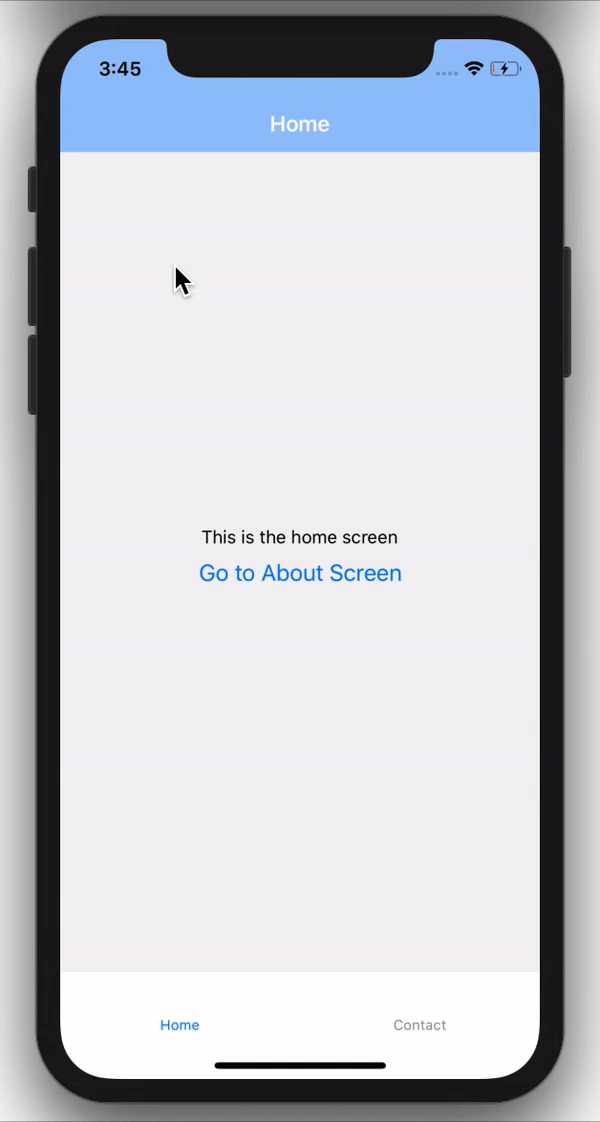 3:45
Home
This is the home screen
Go to About Screen
Home
Contact